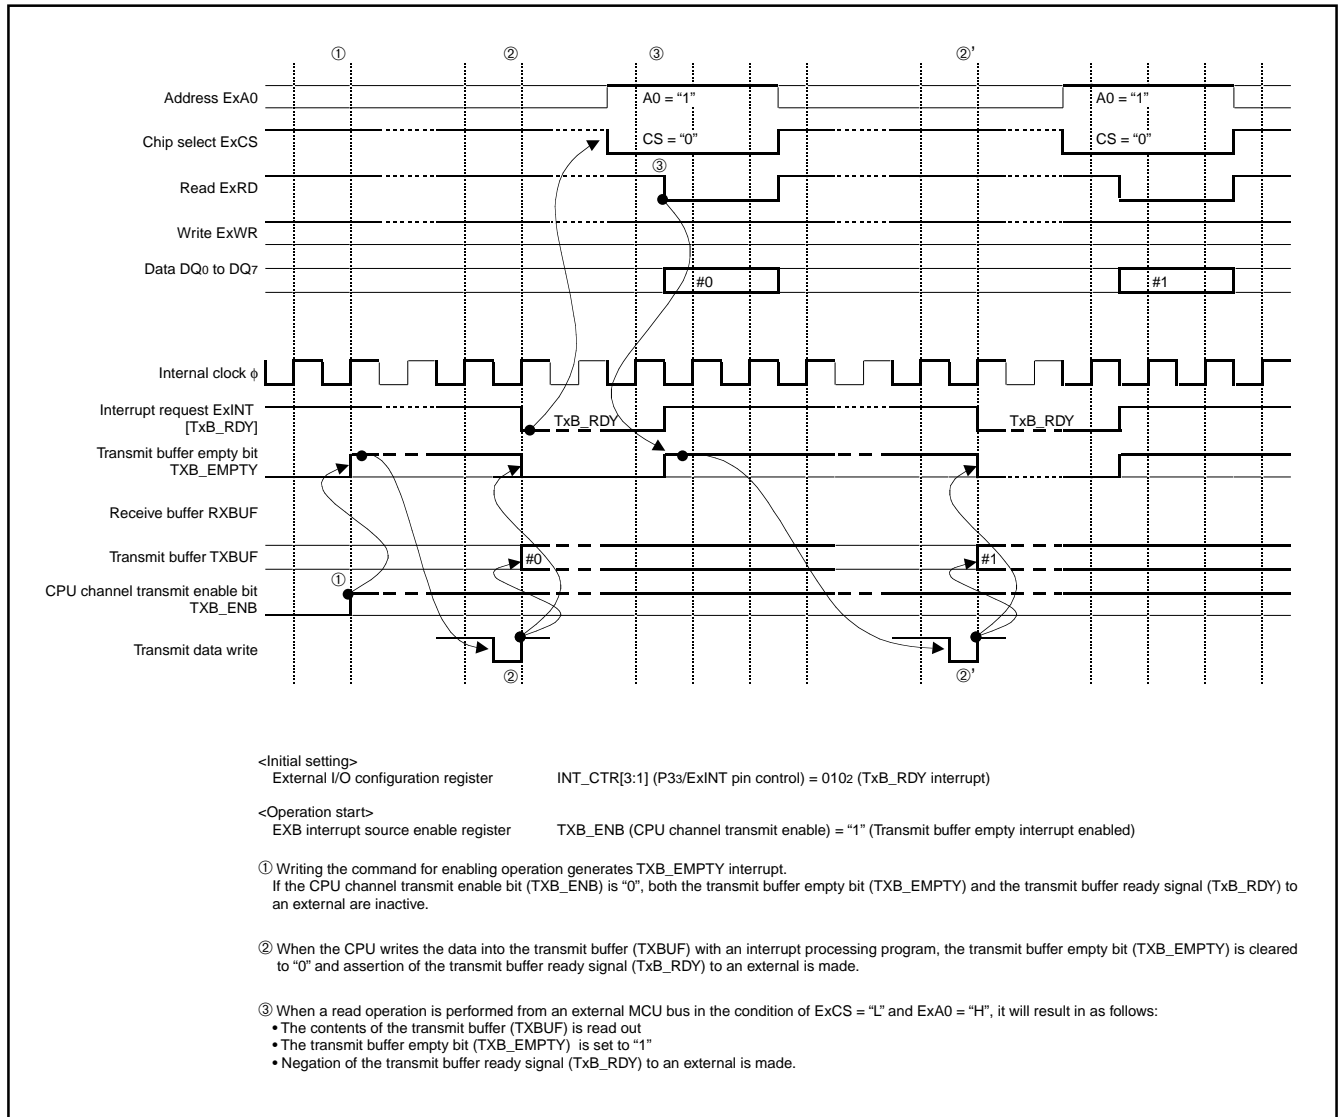 ① ② ③ ②’
Address ExA0
A0 = “1” A0 = “1”
Chip select ExCS
CS = “0” CS = “0”
③
Read ExRD
Write ExWR
Data DQ0 to DQ7
#0 #1
Internal clock ϕ
Interrupt request ExINT
[TxB_RDY]
TxB_RDY TxB_RDY
Transmit buffer empty bit
TXB_EMPTY
Receive buffer RXBUF
Transmit buffer TXBUF
#0 #1
①
CPU channel transmit enable bit
TXB_ENB
Transmit data write
② ②’
<Initial setting>
External I/O configuration register INT_CTR[3:1] (P33/ExINT pin control) = 0102 (TxB_RDY interrupt)
<Operation start>
EXB interrupt source enable register TXB_ENB (CPU channel transmit enable) = “1” (Transmit buffer empty interrupt enabled)
① Writing the command for enabling operation generates TXB_EMPTY interrupt.
If the CPU channel transmit enable bit (TXB_ENB) is “0”, both the transmit buffer empty bit (TXB_EMPTY) and the transmit buffer ready signal (TxB_RDY) to
an external are inactive.
② When the CPU writes the data into the transmit buffer (TXBUF) with an interrupt processing program, the transmit buffer empty bit (TXB_EMPTY) is cleared
to “0” and assertion of the transmit buffer ready signal (TxB_RDY) to an external is made.
③ When a read operation is performed from an external MCU bus in the condition of ExCS = “L” and ExA0 = “H”, it will result in as follows:
• The contents of the transmit buffer (TXBUF) is read out
• The transmit buffer empty bit (TXB_EMPTY) is set to “1”
• Negation of the transmit buffer ready signal (TxB_RDY) to an external is made.